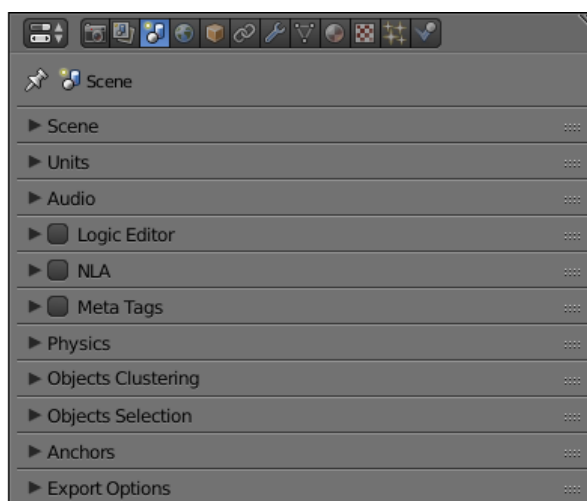 Scene
Scene
Units
Audio
Logic Editor
NLA
Meta Tags
Physics
Objects Clustering
Objects Selection
Anchors
Export Options